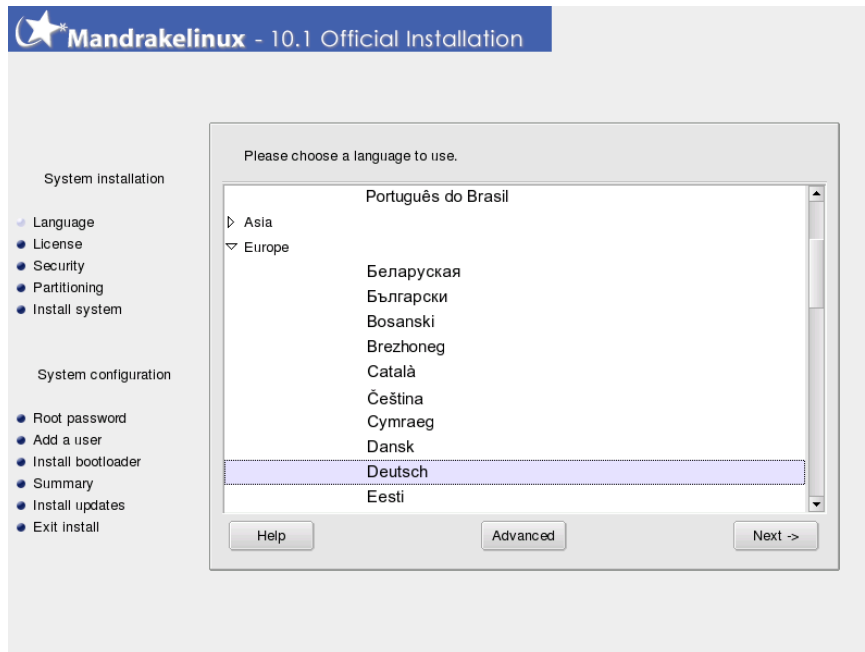 Mandrakelinux - 10.1 Official Installation
Please choose a language to use.
System installation
Language
License
Security
Partitioning
Install system
System configuration
Root password
Add a user
Install bootloader
Summary
Install updates
Exit install
Português do Brasil
Asia
Europe
Беларуская
Български
Bosanski
Brezhoneg
Català
Čeština
Cymraeg
Dansk
Deutsch
Eesti
Help
Advanced
Next ->